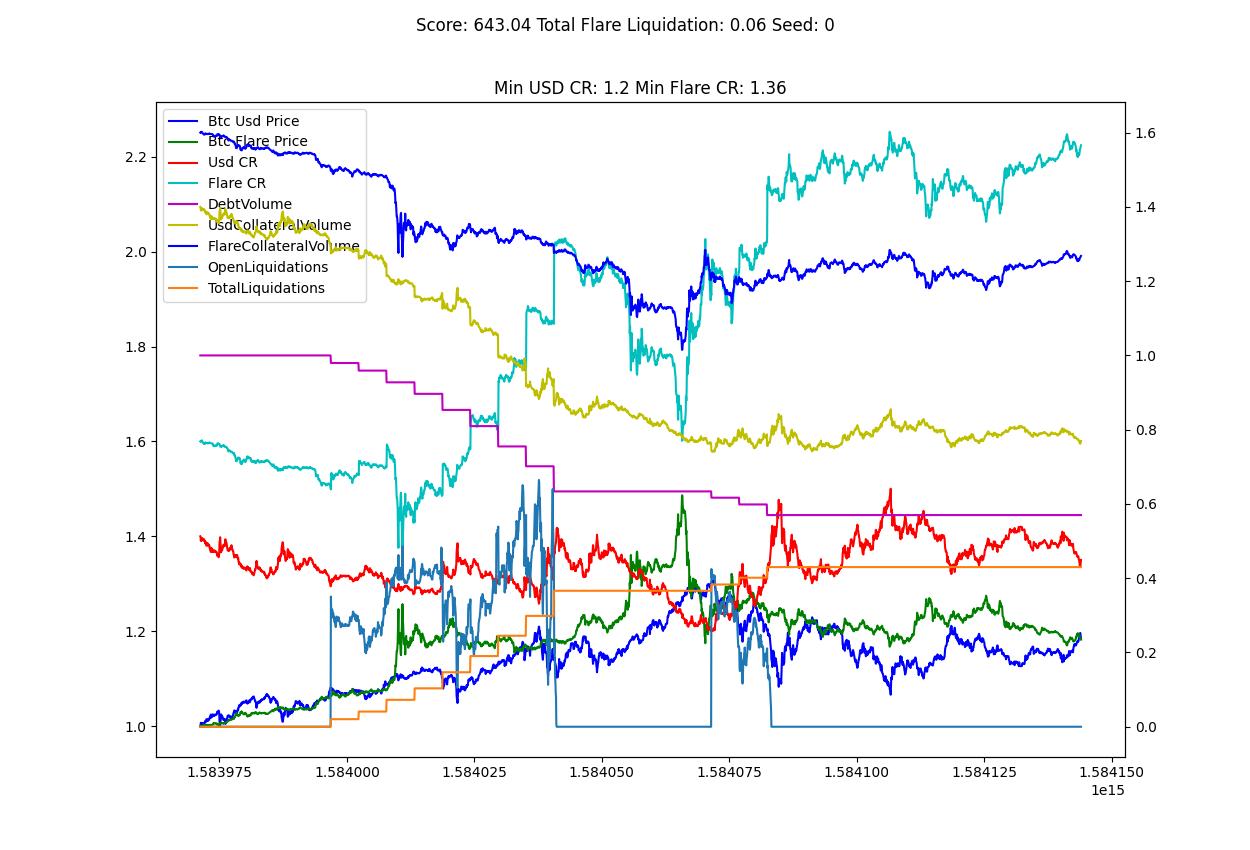 Score: 643.04 Total Flare Liquidation: 0.06 Seed: 0
Min USD CR: 1.2 Min Flare CR: 1.36
Btc Usd Price
Btc Flare Price
Usd CR
Flare CR
DebtVolume
UsdCollateralVolume
FlareCollateralVolume
OpenLiquidations
TotalLiquidations
2.2
2.0
1.8
1.6
1.4
1.2
1.0
1.6
1.4
1.2
1.0
0.8
0.6
0.4
0.2
0.0
1.583975 1.584000 1.584025 1.584050 1.584075 1.584100 1.584125 1.584150
1e15